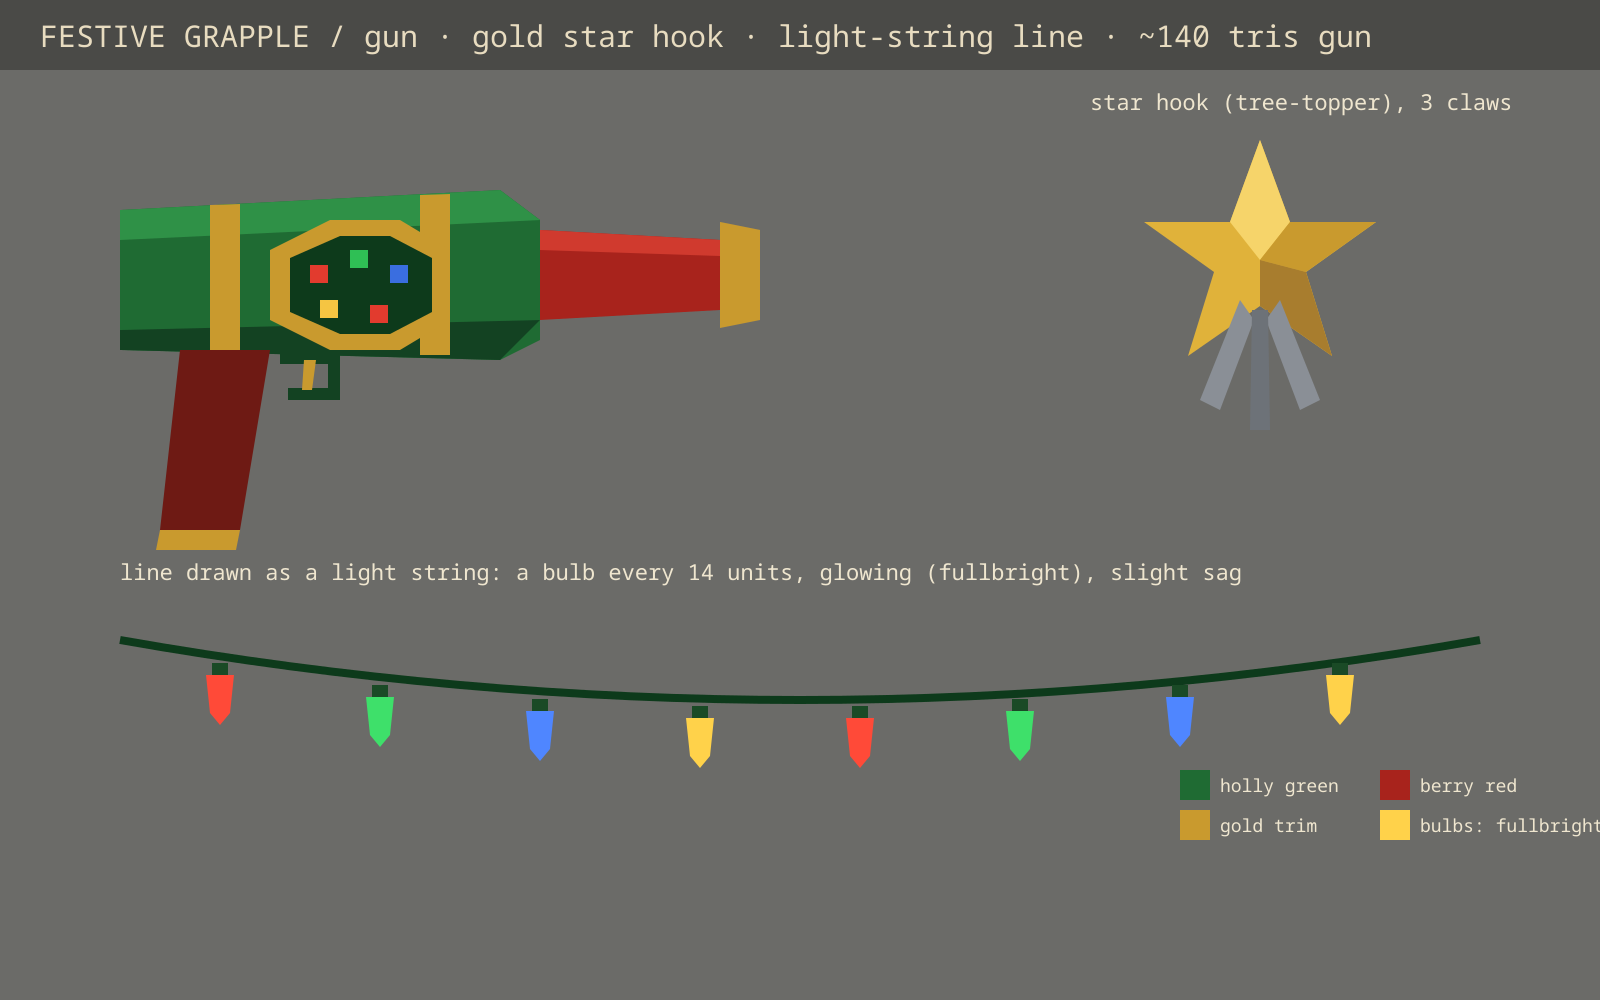 FESTIVE GRAPPLE / gun · gold star hook · light-string line · ~140 tris gun
star hook (tree-topper), 3 claws
line drawn as a light string: a bulb every 14 units, glowing (fullbright), slight sag
holly green
berry red
gold trim
bulbs: fullbright